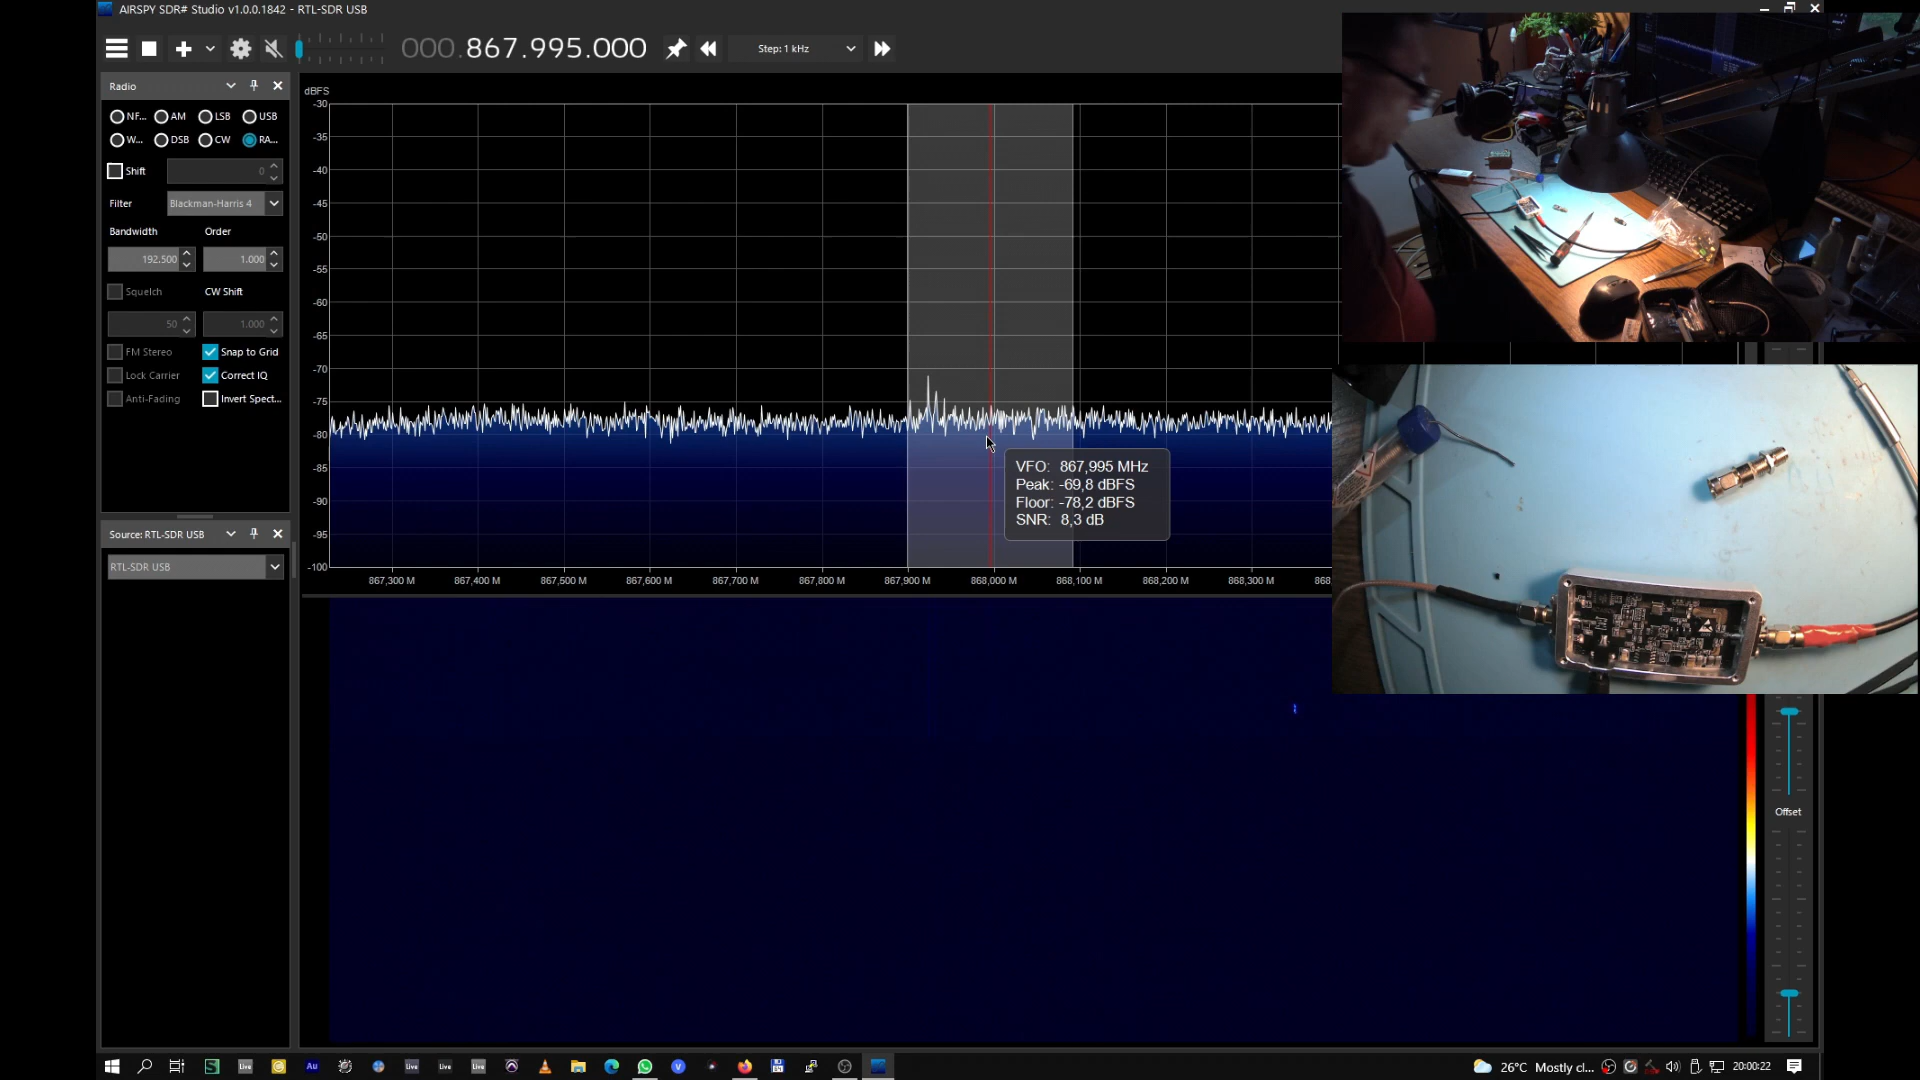 AIRSPY SDR# Studio v1.0.0.1842 - RTL-SDR USB
000.867.995.000
Step: 1 kHz
Radio
NF...
AM
LSB
USB
W...
DSB
CW
RA...
Shift
0
Filter
Blackman-Harris 4
Bandwidth
Order
192.500
1.000
Squelch
CW Shift
50
1.000
FM Stereo
Snap to Grid
Lock Carrier
Correct IQ
Anti-Fading
Invert Spect...
Source: RTL-SDR USB
RTL-SDR USB
dBFS
-30
-35
-40
-45
-50
-55
-60
-65
-70
-75
-80
-85
-90
-95
-100
VFO: 867,995 MHz
Peak: -69,8 dBFS
Floor: -78,2 dBFS
SNR: 8,3 dB
867,300 M
867,400 M
867,500 M
867,600 M
867,700 M
867,800 M
867,900 M
868,000 M
868,100 M
868,200 M
868,300 M
868,
Offset
Live
Au
Live
Live
Live
26°C Mostly cl...
20:00:22